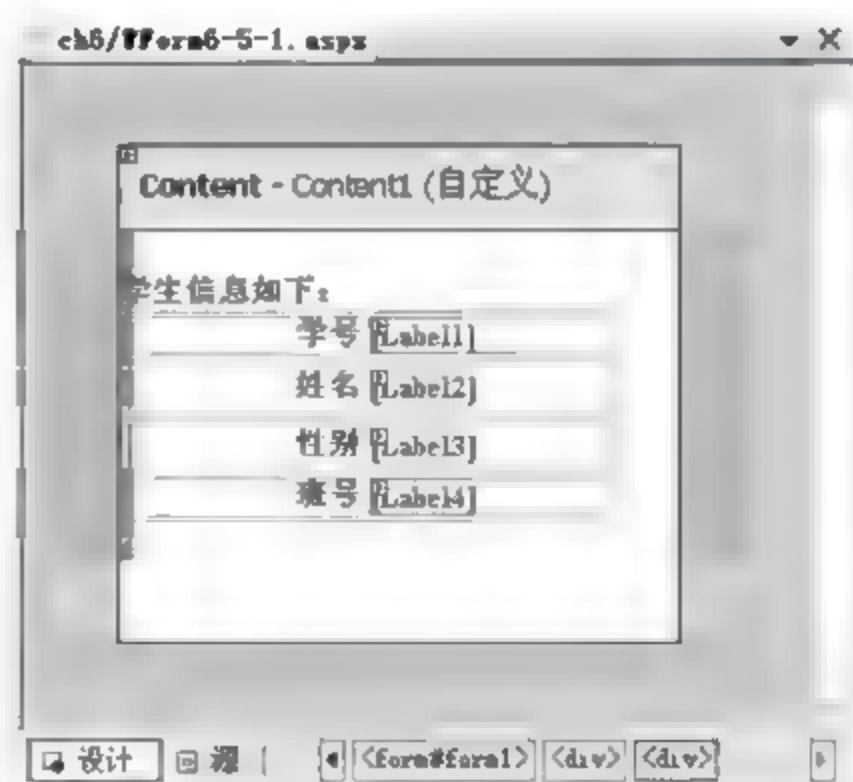 ch6/WForm6-5-1.aspx
Content - Content1 (自定义)
学生信息如下：
学号 [Label1]
姓名 [Label2]
性别 [Label3]
班号 [Label4]
设计 源 <form#form1> <div> <div>